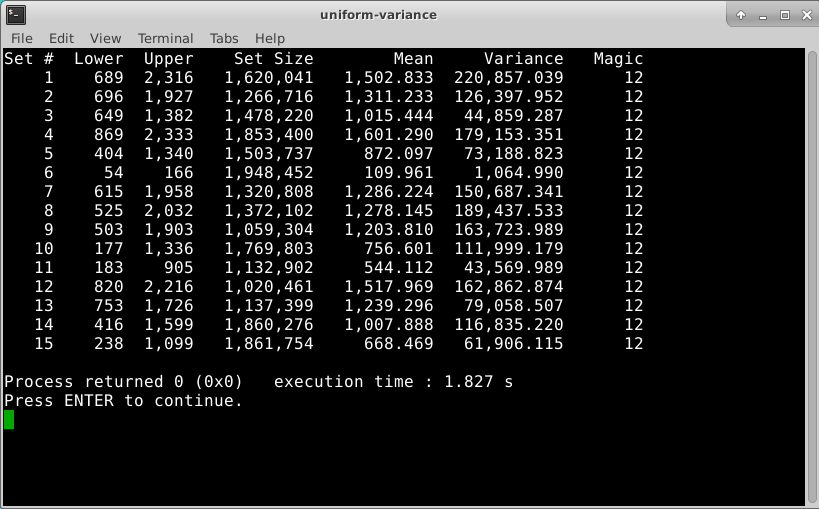 uniform-variance
File Edit View Terminal Tabs Help
Set # Lower Upper Set Size Mean Variance Magic
1 689 2,316 1,620,041 1,502.833 220,857.039 12
2 696 1,927 1,266,716 1,311.233 126,397.952 12
3 649 1,382 1,478,220 1,015.444 44,859.287 12
4 869 2,333 1,853,400 1,601.290 179,153.351 12
5 404 1,340 1,503,737 872.097 73,188.823 12
6 54 166 1,948,452 109.961 1,064.990 12
7 615 1,958 1,320,808 1,286.224 150,687.341 12
8 525 2,032 1,372,102 1,278.145 189,437.533 12
9 503 1,903 1,059,304 1,203.810 163,723.989 12
10 177 1,336 1,769,803 756.601 111,999.179 12
11 183 905 1,132,902 544.112 43,569.989 12
12 820 2,216 1,020,461 1,517.969 162,862.874 12
13 753 1,726 1,137,399 1,239.296 79,058.507 12
14 416 1,599 1,860,276 1,007.888 116,835.220 12
15 238 1,099 1,861,754 668.469 61,906.115 12
Process returned 0 (0x0) execution time : 1.827 s
Press ENTER to continue.